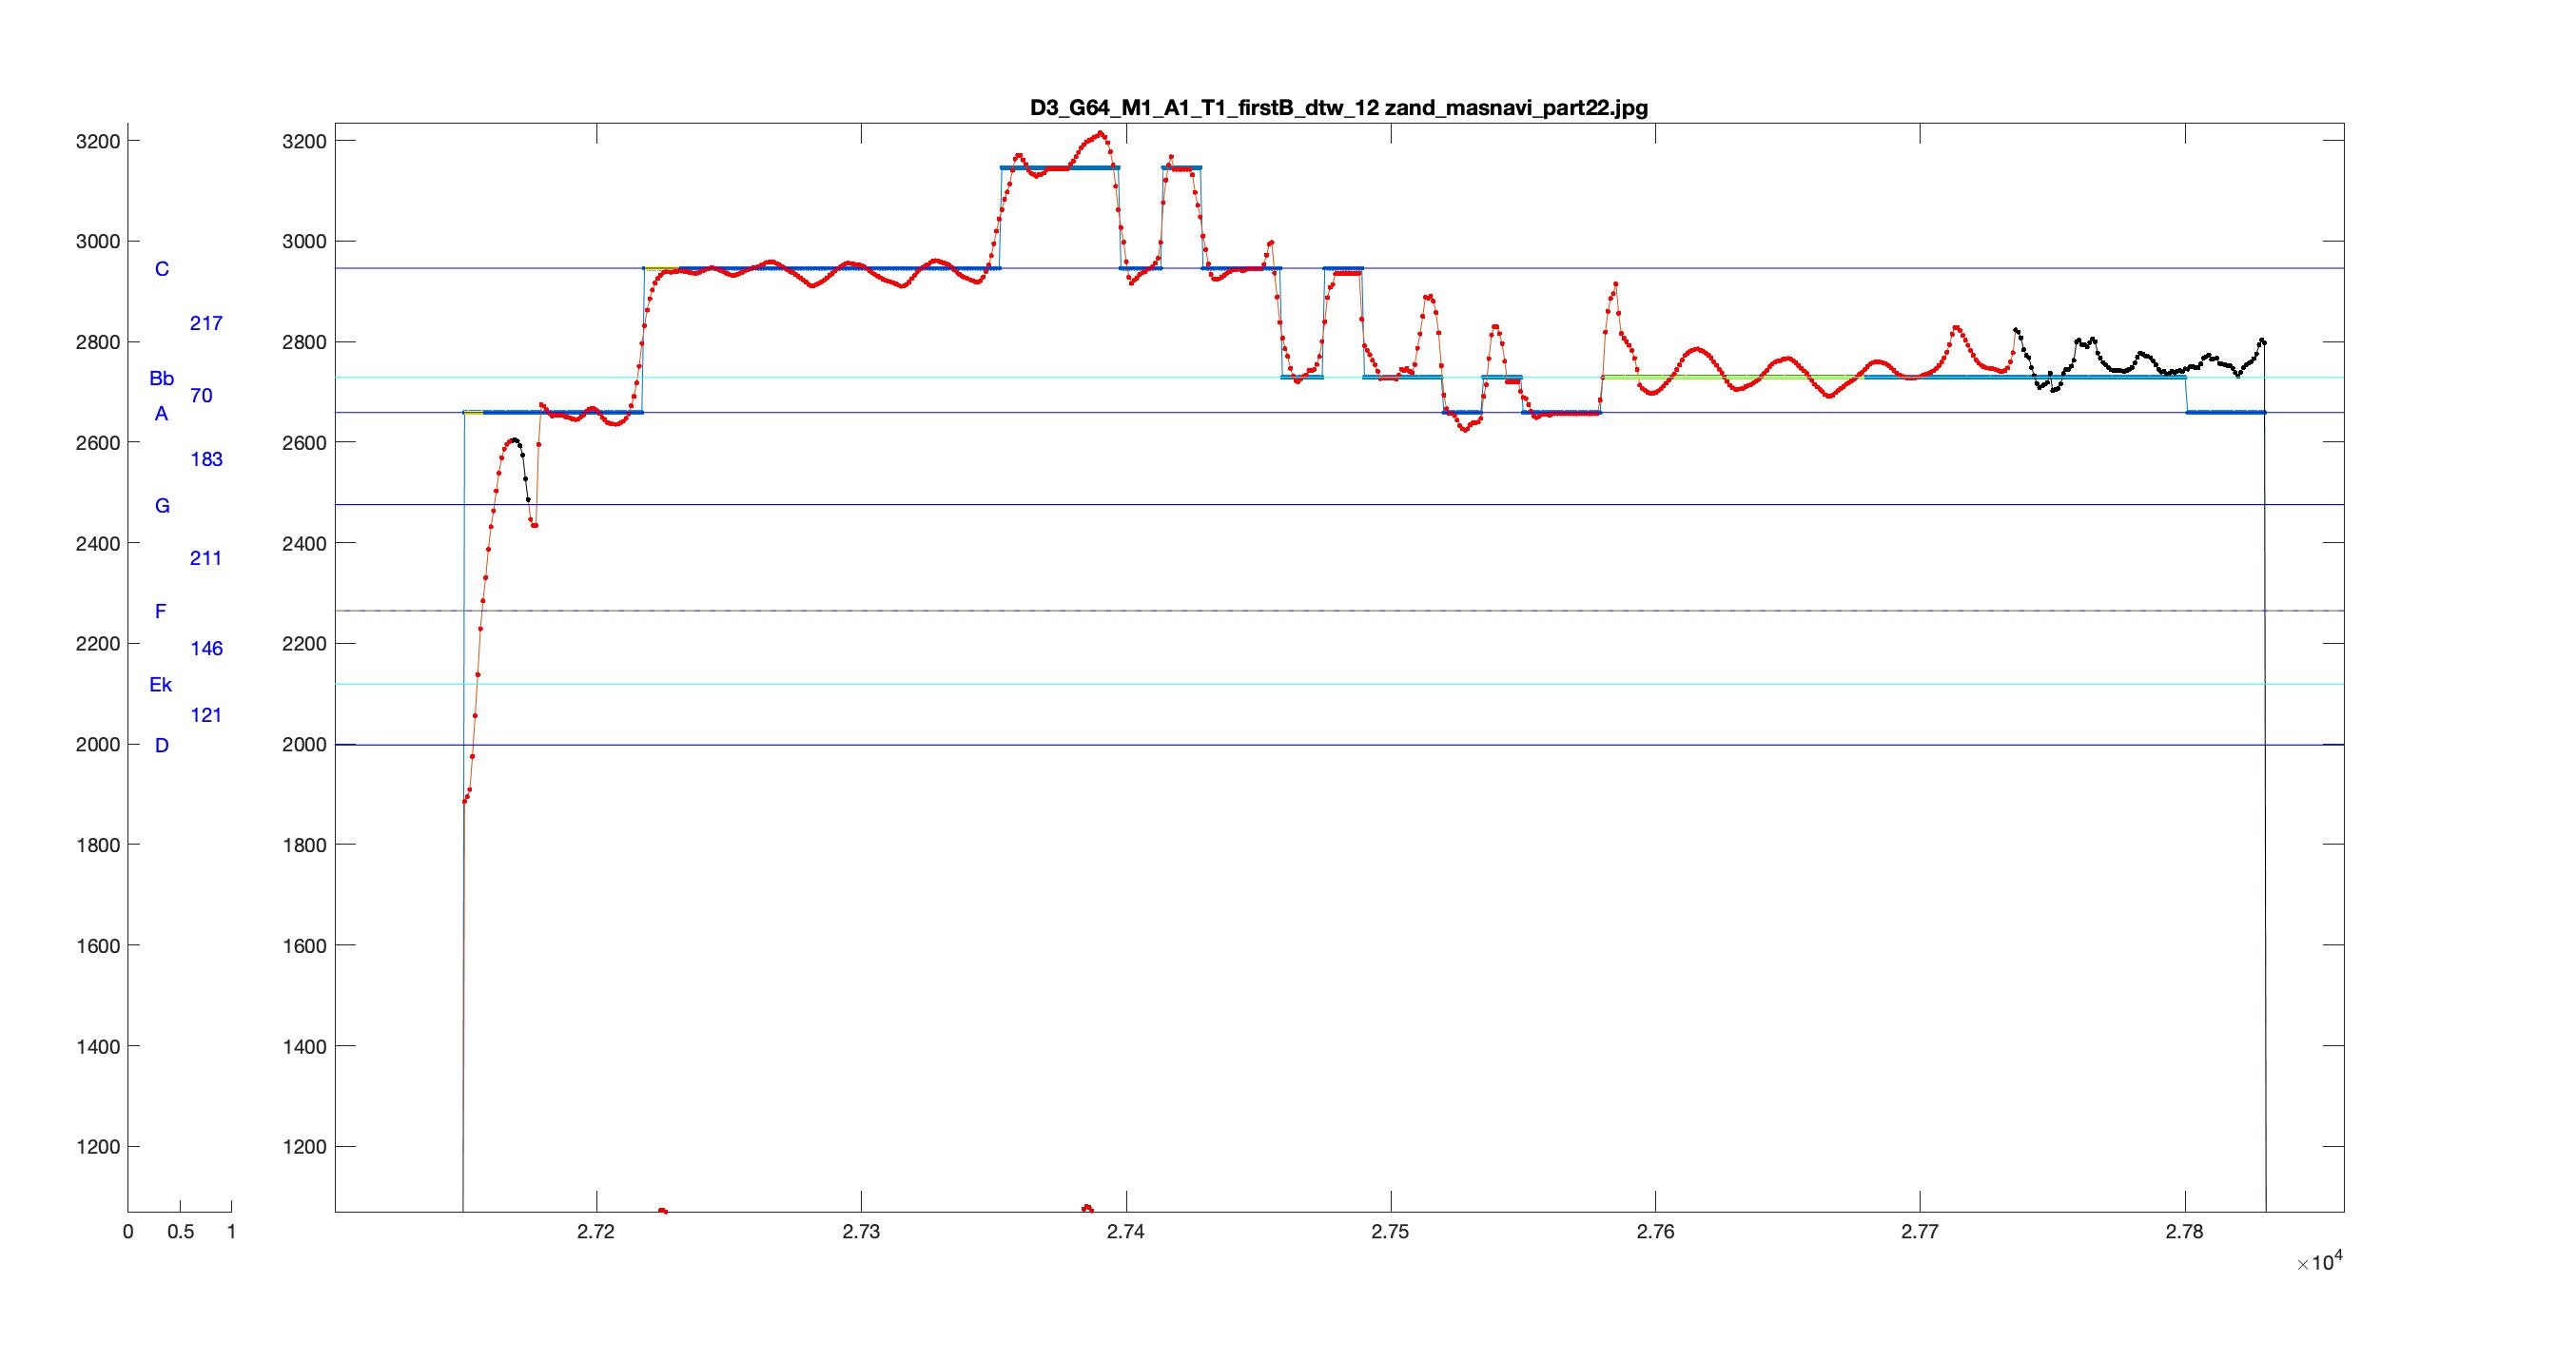 D3_G64_M1_A1_T1_firstB_dtw_12 zand_masnavi_part22.jpg
3200 3200
3000 3000
C
217
2800 2800
Bb
70
A
2600 2600
183
G
2400 2400
211
F
2200 2200
146
Ek
121
2000 D 2000
1800 1800
1600 1600
1400 1400
1200 1200
0 0.5 1 2.72 2.73 2.74 2.75 2.76 2.77 2.78
×10⁴